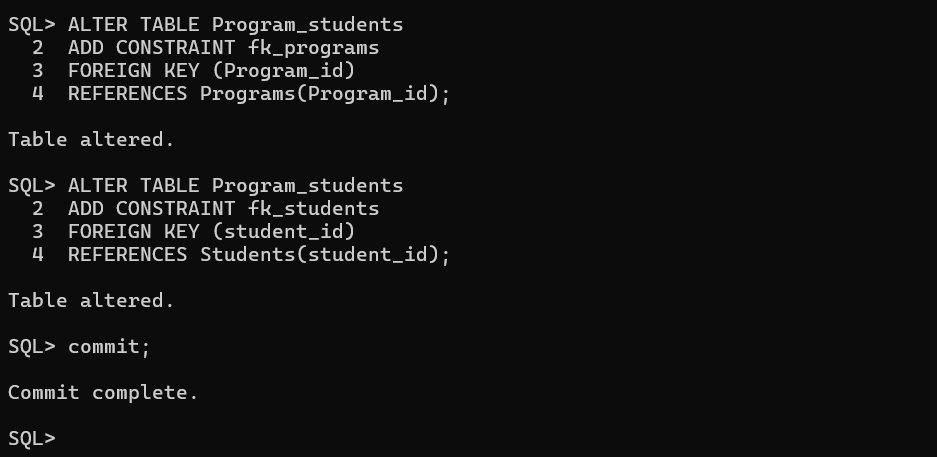 SQL> ALTER TABLE Program_students
  2  ADD CONSTRAINT fk_programs
  3  FOREIGN KEY (Program_id)
  4  REFERENCES Programs(Program_id);
Table altered.
SQL> ALTER TABLE Program_students
  2  ADD CONSTRAINT fk_students
  3  FOREIGN KEY (student_id)
  4  REFERENCES Students(student_id);
Table altered.
SQL> commit;
Commit complete.
SQL>